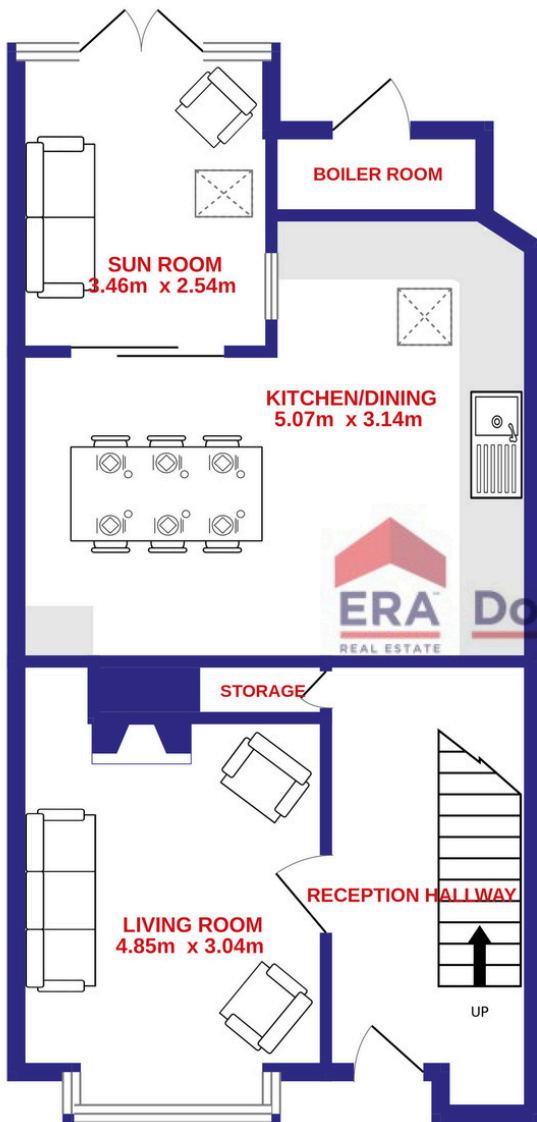 BOILER ROOM
SUN ROOM
3.46m x 2.54m
KITCHEN/DINING
5.07m x 3.14m
ERA
REAL ESTATE
Do
STORAGE
RECEPTION HALLWAY
LIVING ROOM
4.85m x 3.04m
UP